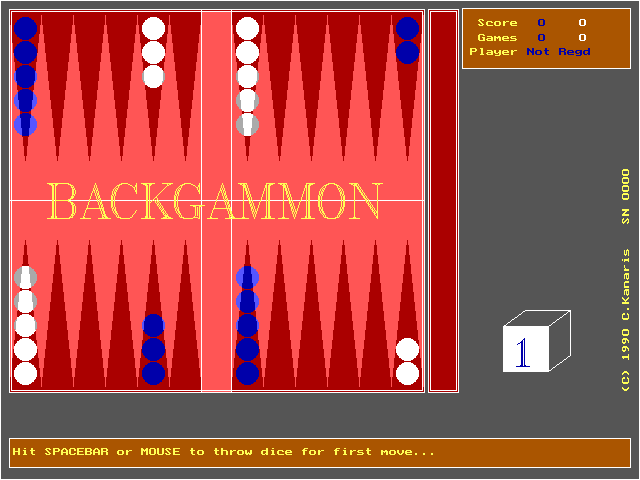 Score 0 0
Games 0 0
Player Not Regd
BACKGAMMON
1
(C) 1990 C.Kanaris SN 0000
Hit SPACEBAR or MOUSE to throw dice for first move...